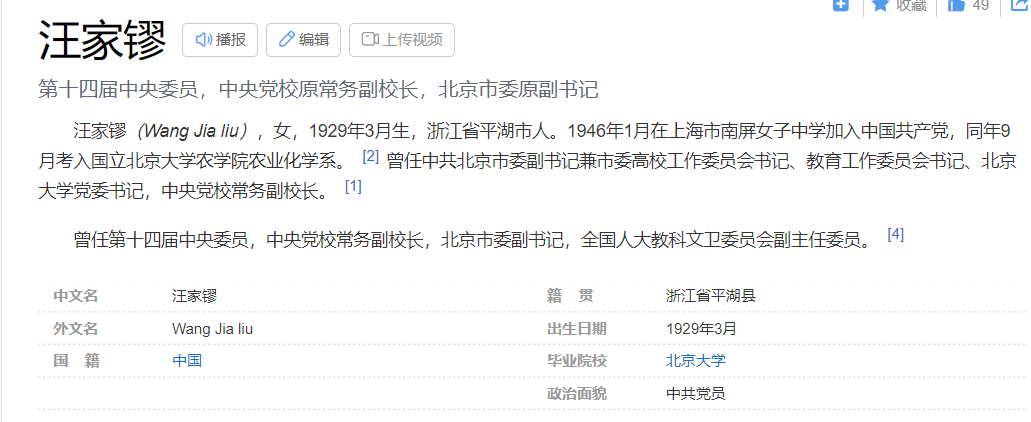 收藏
49
汪家镠
播报
编辑
上传视频
第十四届中央委员，中央党校原常务副校长，北京市委原副书记
汪家镠（Wang Jia liu），女，1929年3月生，浙江省平湖市人。1946年1月在上海市南屏女子中学加入中国共产党，同年9
月考入国立北京大学农学院农业化学系。 [2] 曾任中共北京市委副书记兼市委高校工作委员会书记、教育工作委员会书记、北京
大学党委书记，中央党校常务副校长。 [1]
曾任第十四届中央委员，中央党校常务副校长，北京市委副书记，全国人大教科文卫委员会副主任委员。 [4]
中文名 汪家镠 籍 贯 浙江省平湖县
外文名 Wang Jia liu 出生日期 1929年3月
国 籍 中国 毕业院校 北京大学
政治面貌 中共党员